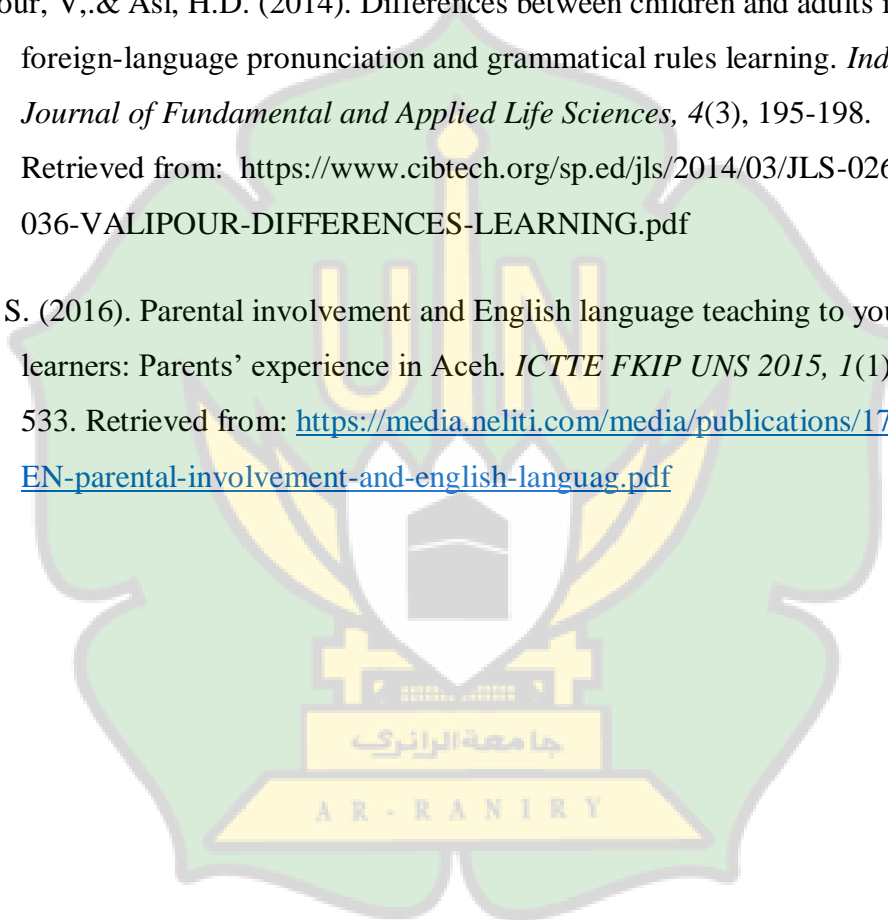 our, V,.& Asl, H.D. (2014). Differences between children and adults
foreign-language pronunciation and grammatical rules learning. Ind
Journal of Fundamental and Applied Life Sciences, 4(3), 195-198.
Retrieved from: https://www.cibtech.org/sp.ed/jls/2014/03/JLS-026
036-VALIPOUR-DIFFERENCES-LEARNING.pdf
S. (2016). Parental involvement and English language teaching to you
learners: Parents’ experience in Aceh. ICTTE FKIP UNS 2015, 1(1)
533. Retrieved from: https://media.neliti.com/media/publications/17
EN-parental-involvement-and-english-languag.pdf
UIN
جامعة الرانري
AR-RANIRY